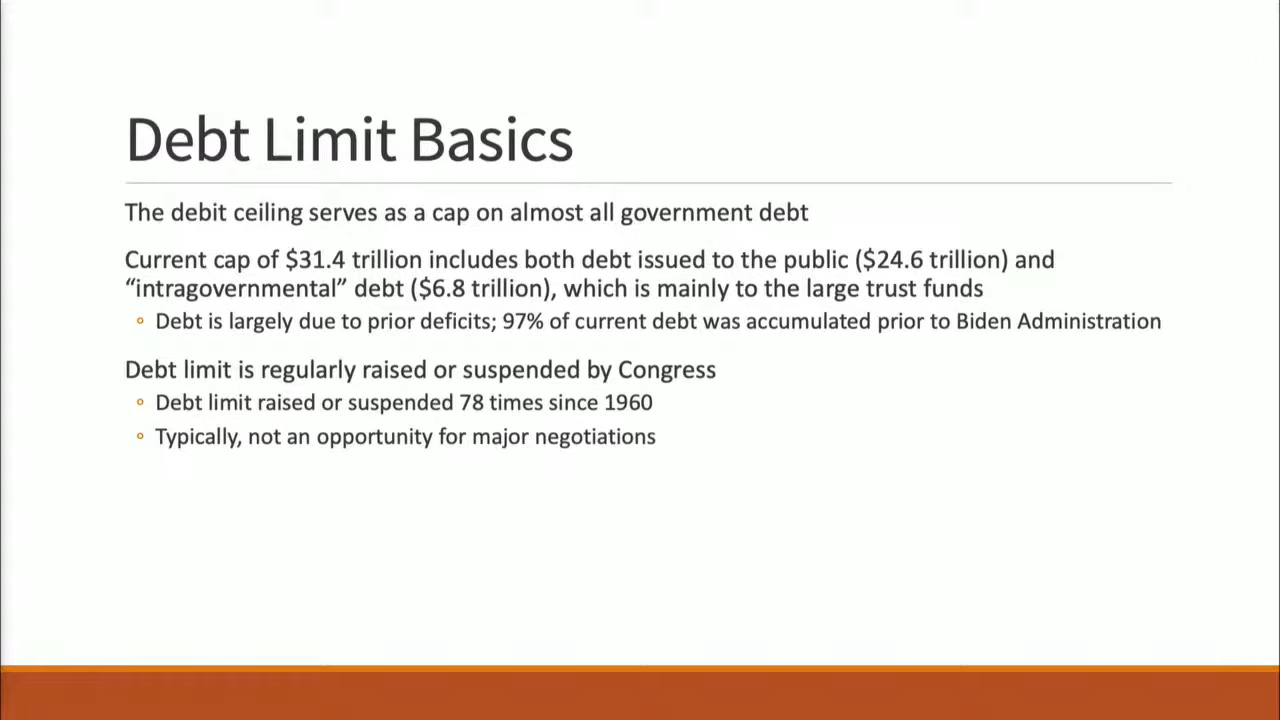 Debt Limit Basics
The debit ceiling serves as a cap on almost all government debt
Current cap of $31.4 trillion includes both debt issued to the public ($24.6 trillion) and
“intragovernmental” debt ($6.8 trillion), which is mainly to the large trust funds
◦ Debt is largely due to prior deficits; 97% of current debt was accumulated prior to Biden Administration
Debt limit is regularly raised or suspended by Congress
◦ Debt limit raised or suspended 78 times since 1960
◦ Typically, not an opportunity for major negotiations